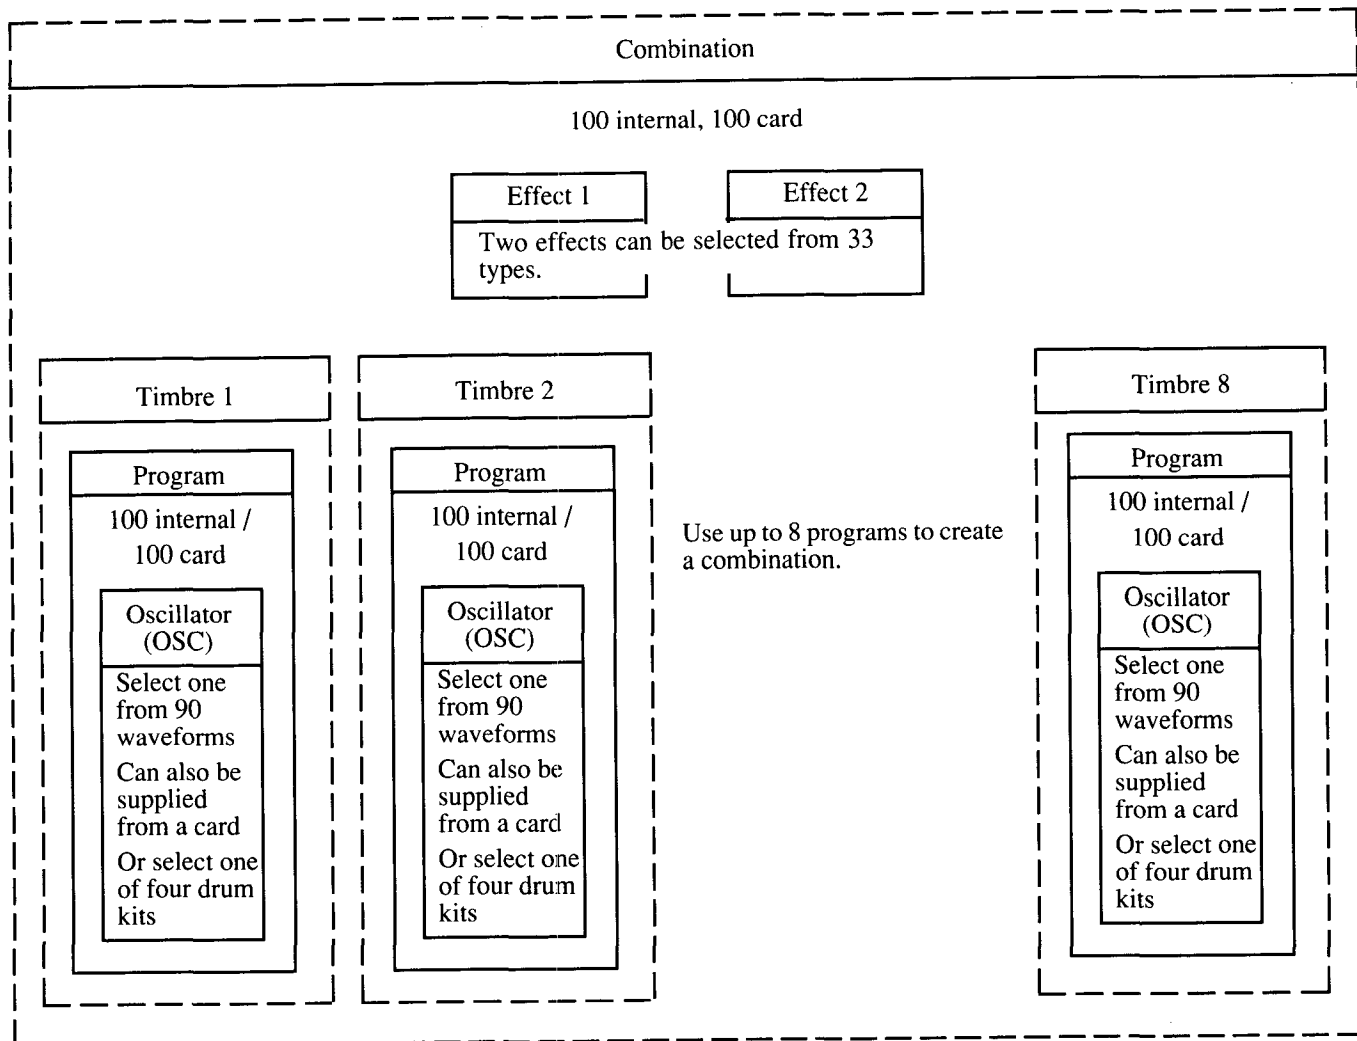 Combination
100 internal, 100 card
Effect 1
Effect 2
Two effects can be selected from 33
types.
Timbre 1
Program
100 internal /
100 card
Oscillator
(OSC)
Select one
from 90
waveforms
Can also be
supplied
from a card
Or select one
of four drum
kits
Timbre 2
Program
100 internal /
100 card
Oscillator
(OSC)
Select one
from 90
waveforms
Can also be
supplied
from a card
Or select one
of four drum
kits
Use up to 8 programs to create
a combination.
Timbre 8
Program
100 internal /
100 card
Oscillator
(OSC)
Select one
from 90
waveforms
Can also be
supplied
from a card
Or select one
of four drum
kits